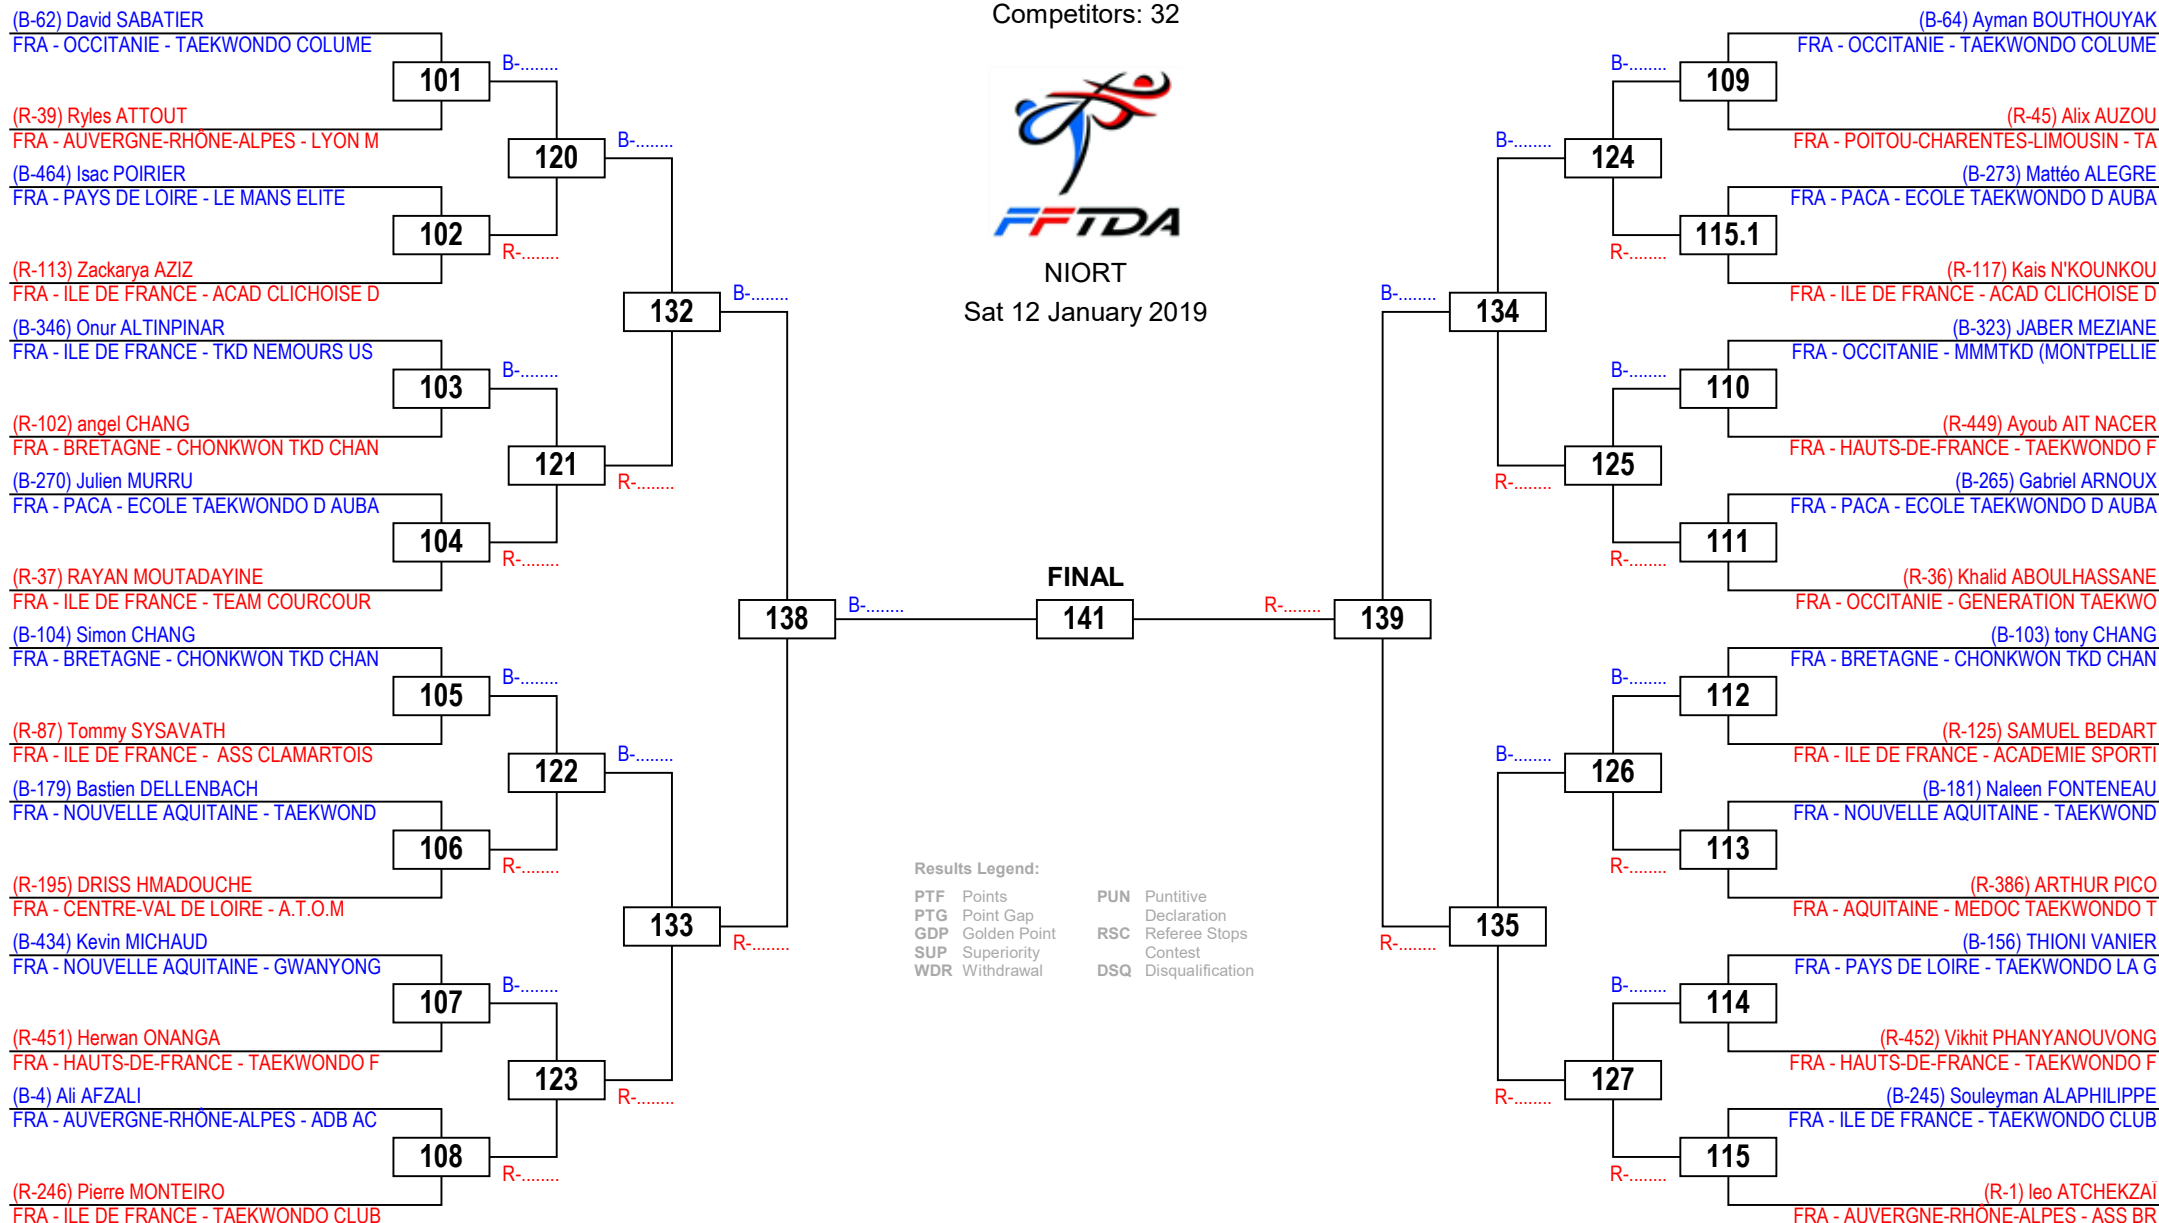 Competitors: 32
FFTDA
NIORT
Sat 12 January 2019
(B-62) David SABATIER
FRA - OCCITANIE - TAEKWONDO COLUME
101
(R-39) Ryles ATTOUT
FRA - AUVERGNE-RHÔNE-ALPES - LYON M
(B-464) Isac POIRIER
FRA - PAYS DE LOIRE - LE MANS ELITE
102
(R-113) Zackarya AZIZ
FRA - ILE DE FRANCE - ACAD CLICHOISE D
(B-346) Onur ALTINPINAR
FRA - ILE DE FRANCE - TKD NEMOURS US
103
(R-102) angel CHANG
FRA - BRETAGNE - CHONKWON TKD CHAN
(B-270) Julien MURRU
FRA - PACA - ECOLE TAEKWONDO D AUBA
104
(R-37) RAYAN MOUTADAYINE
FRA - ILE DE FRANCE - TEAM COURCOUR
(B-104) Simon CHANG
FRA - BRETAGNE - CHONKWON TKD CHAN
105
(R-87) Tommy SYSAVATH
FRA - ILE DE FRANCE - ASS CLAMARTOIS
(B-179) Bastien DELLENBACH
FRA - NOUVELLE AQUITAINE - TAEKWOND
106
(R-195) DRISS HMADOUCHE
FRA - CENTRE-VAL DE LOIRE - A.T.O.M
(B-434) Kevin MICHAUD
FRA - NOUVELLE AQUITAINE - GWANYONG
107
(R-451) Herwan ONANGA
FRA - HAUTS-DE-FRANCE - TAEKWONDO F
(B-4) Ali AFZALI
FRA - AUVERGNE-RHÔNE-ALPES - ADB AC
108
(R-246) Pierre MONTEIRO
FRA - ILE DE FRANCE - TAEKWONDO CLUB
B-........
120
R-........
B-........
121
R-........
B-........
122
R-........
B-........
123
R-........
B-........
132
R-........
B-........
133
R-........
B-........
138
R-........
B-........
FINAL
141
R-........
B-........
139
R-........
B-........
134
R-........
B-........
135
R-........
B-........
124
R-........
B-........
125
R-........
B-........
126
R-........
B-........
127
R-........
(B-64) Ayman BOUTHOUYAK
FRA - OCCITANIE - TAEKWONDO COLUME
109
(R-45) Alix AUZOU
FRA - POITOU-CHARENTES-LIMOUSIN - TA
(B-273) Mattéo ALEGRE
FRA - PACA - ECOLE TAEKWONDO D AUBA
115.1
(R-117) Kais N'KOUNKOU
FRA - ILE DE FRANCE - ACAD CLICHOISE D
(B-323) JABER MEZIANE
FRA - OCCITANIE - MMMTKD (MONTPELLIE
110
(R-449) Ayoub AIT NACER
FRA - HAUTS-DE-FRANCE - TAEKWONDO F
(B-265) Gabriel ARNOUX
FRA - PACA - ECOLE TAEKWONDO D AUBA
111
(R-36) Khalid ABOULHASSANE
FRA - OCCITANIE - GENERATION TAEKWO
(B-103) tony CHANG
FRA - BRETAGNE - CHONKWON TKD CHAN
112
(R-125) SAMUEL BEDART
FRA - ILE DE FRANCE - ACADEMIE SPORTI
(B-181) Naleen FONTENEAU
FRA - NOUVELLE AQUITAINE - TAEKWOND
113
(R-386) ARTHUR PICO
FRA - AQUITAINE - MEDOC TAEKWONDO T
(B-156) THIONI VANIER
FRA - PAYS DE LOIRE - TAEKWONDO LA G
114
(R-452) Vikhit PHANYANOUVONG
FRA - HAUTS-DE-FRANCE - TAEKWONDO F
(B-245) Souleyman ALAPHILIPPE
FRA - ILE DE FRANCE - TAEKWONDO CLUB
115
(R-1) leo ATCHEKZAÏ
FRA - AUVERGNE-RHÔNE-ALPES - ASS BR
Results Legend:
PTF Points
PTG Point Gap
GDP Golden Point
SUP Superiority
WDR Withdrawal
PUN Puntitive
Declaration
RSC Referee Stops
Contest
DSQ Disqualification